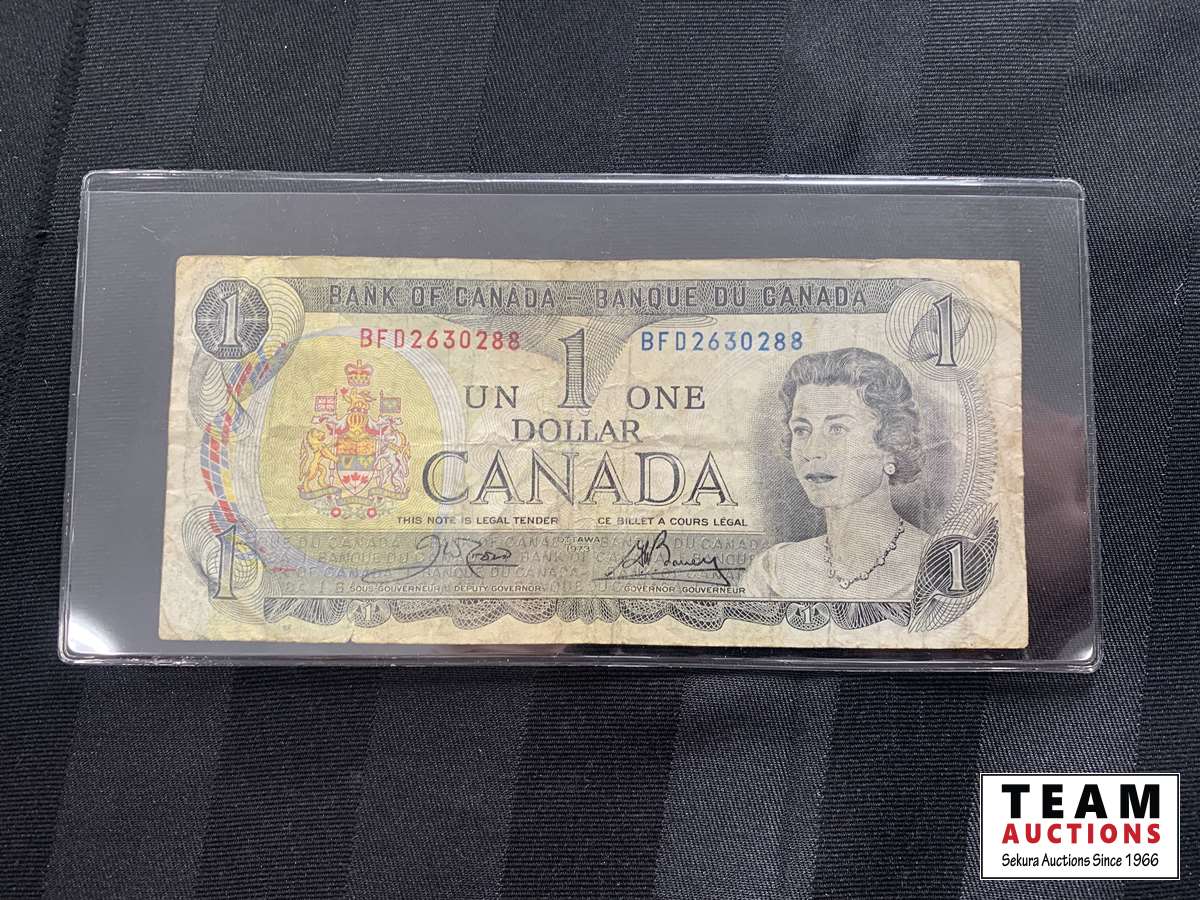 1
BANK OF CANADA – BANQUE DU CANADA
1
BFD2630288
1
BFD2630288
UN
ONE
DOLLAR
CANADA
THIS NOTE IS LEGAL TENDER
CE BILLET A COURS LÉGAL
OTTAWA
1973
SOUS-GOUVERNEUR DEPUTY GOVERNOR
GOVERNOR GOUVERNEUR
1
1
1
1
TEAM
AUCTIONS
Sekura Auctions Since 1966